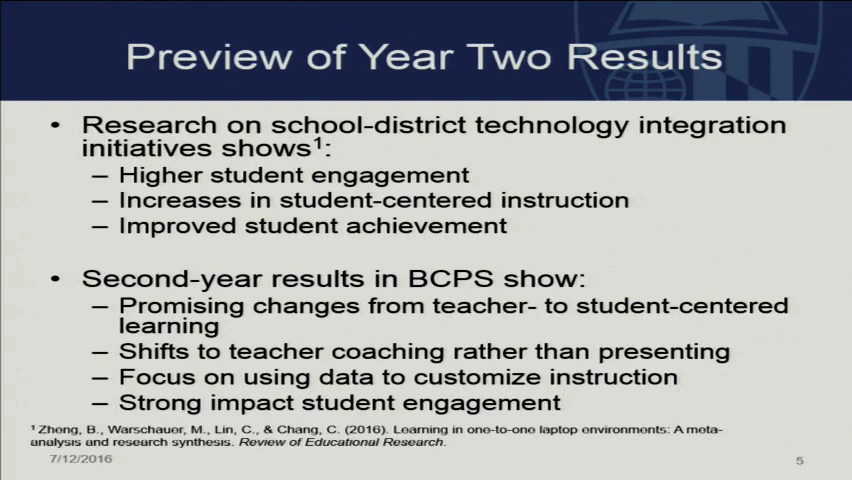 Preview of Year Two Results
• Research on school-district technology integration
initiatives shows¹:
– Higher student engagement
– Increases in student-centered instruction
– Improved student achievement
• Second-year results in BCPS show:
– Promising changes from teacher- to student-centered
learning
– Shifts to teacher coaching rather than presenting
– Focus on using data to customize instruction
– Strong impact student engagement
¹ Zheng, B., Warschauer, M., Lin, C., & Chang, C. (2016). Learning in one-to-one laptop environments: A meta-
analysis and research synthesis. Review of Educational Research.
7/12/2016
5